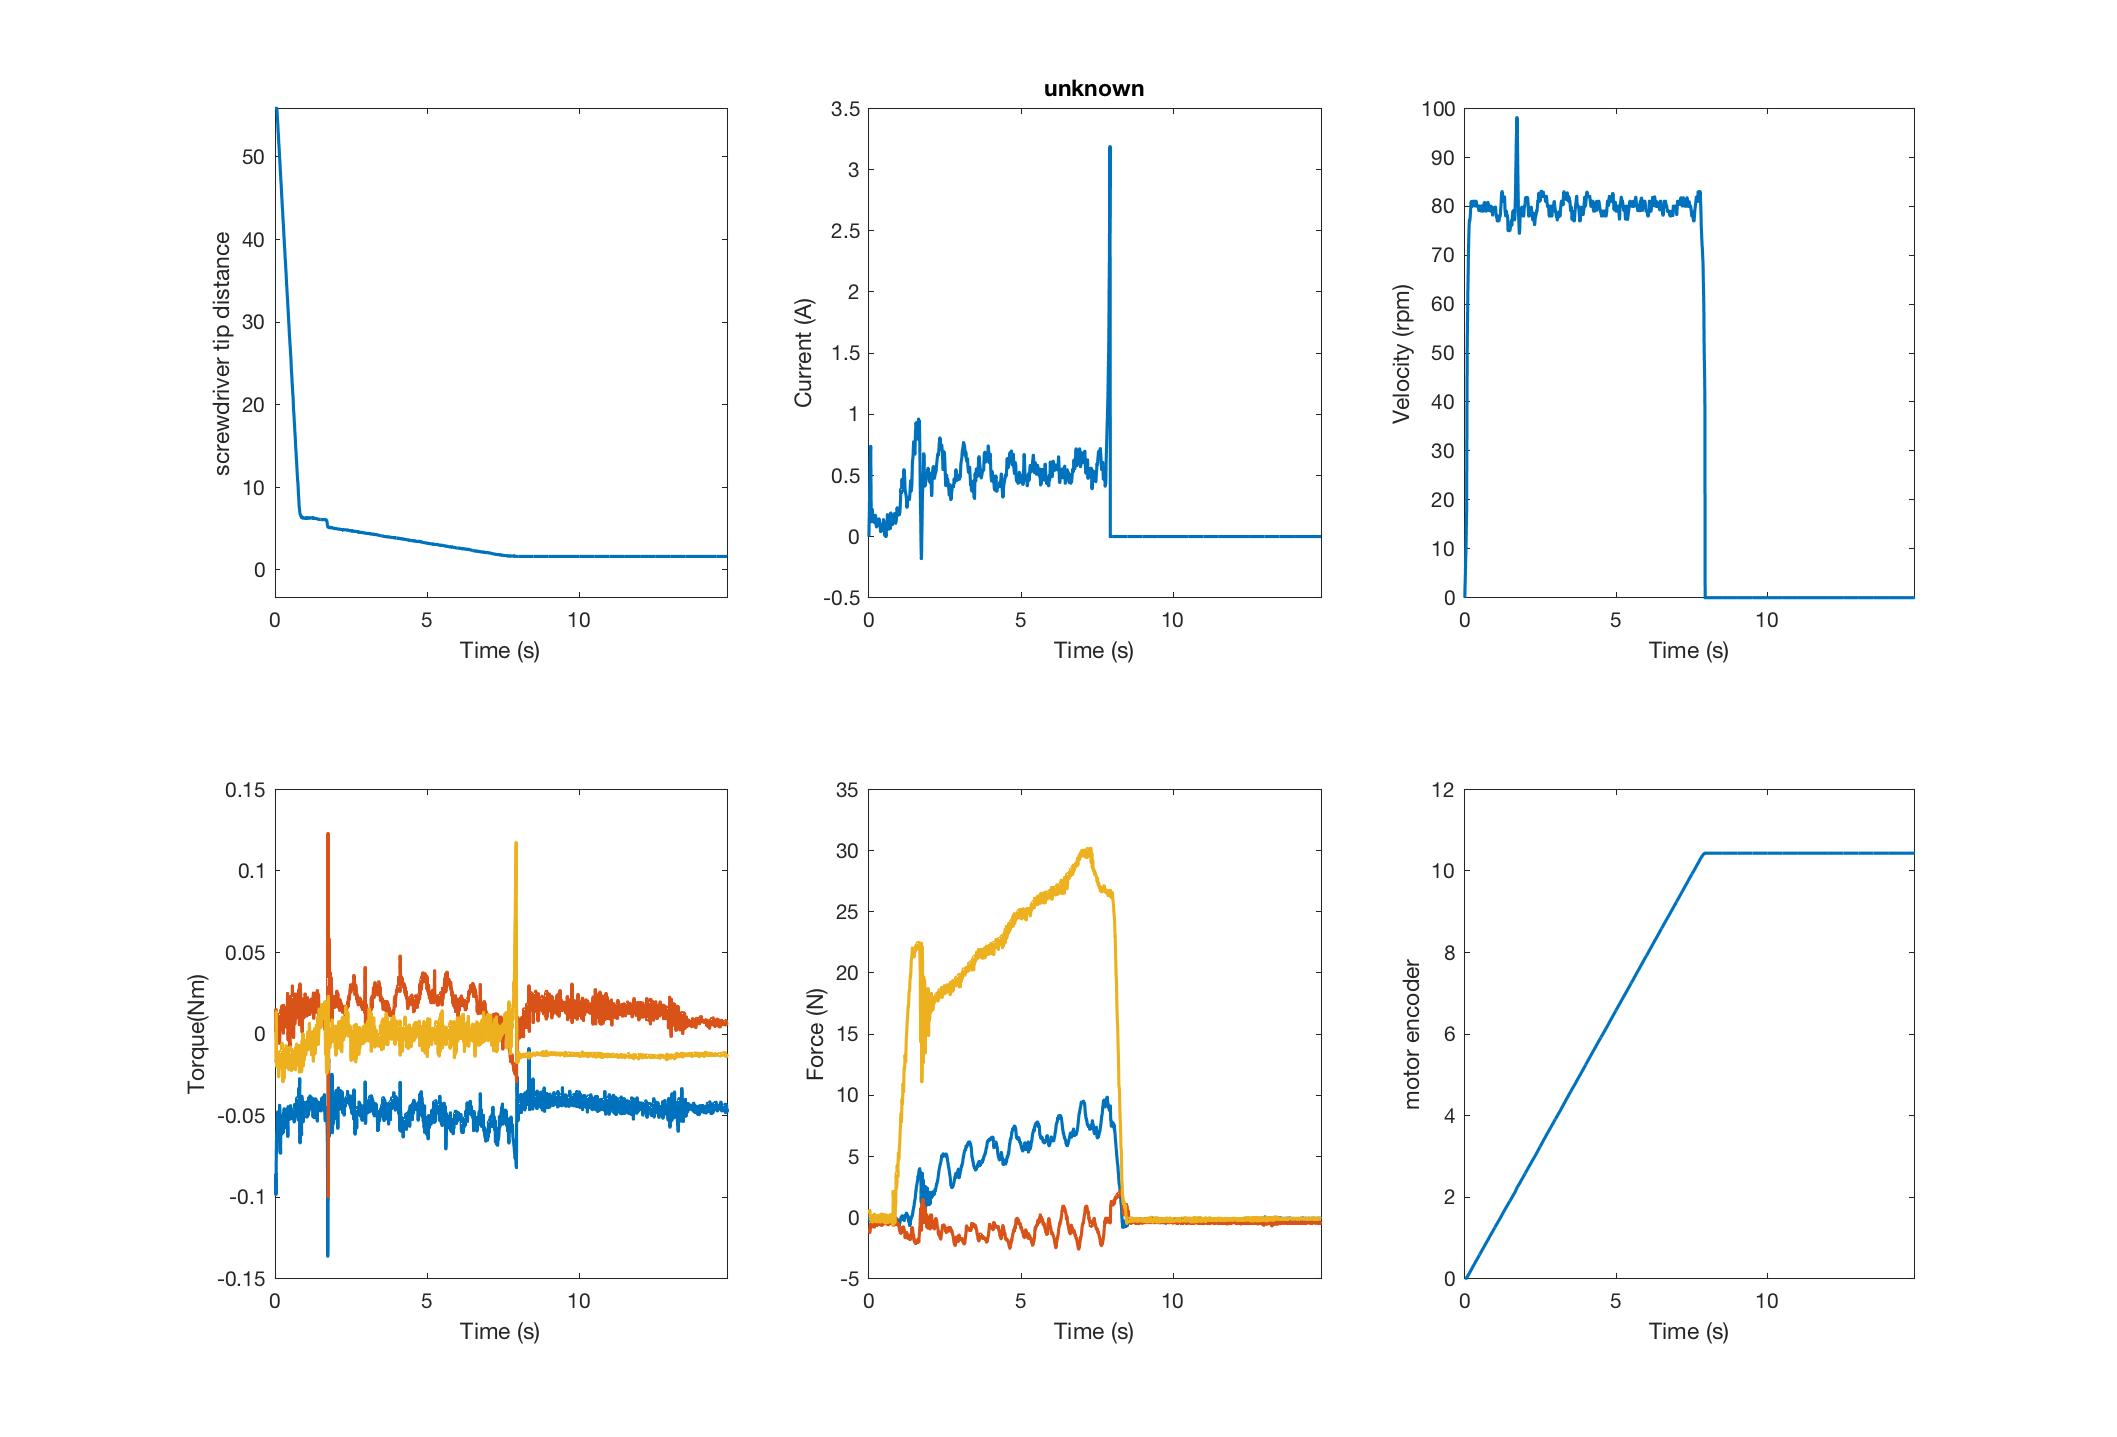 unknown
50
40
30
20
10
0
0 5 10
Time (s)
screwdriver tip distance
3.5
3
2.5
2
1.5
1
0.5
0
-0.5
0 5 10
Time (s)
Current (A)
100
90
80
70
60
50
40
30
20
10
0
0 5 10
Time (s)
Velocity (rpm)
0.15
0.1
0.05
0
-0.05
-0.1
-0.15
0 5 10
Time (s)
Torque(Nm)
35
30
25
20
15
10
5
0
-5
0 5 10
Time (s)
Force (N)
12
10
8
6
4
2
0
0 5 10
Time (s)
motor encoder